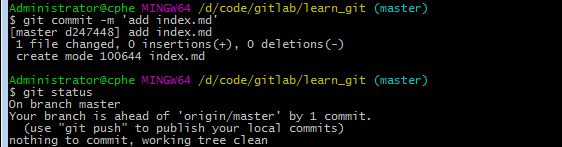 Administrator@cphe MINGW64 /d/code/gitlab/learn_git (master)
$ git commit -m 'add index.md'
[master d247448] add index.md
 1 file changed, 0 insertions(+), 0 deletions(-)
 create mode 100644 index.md
Administrator@cphe MINGW64 /d/code/gitlab/learn_git (master)
$ git status
On branch master
Your branch is ahead of 'origin/master' by 1 commit.
  (use "git push" to publish your local commits)
nothing to commit, working tree clean